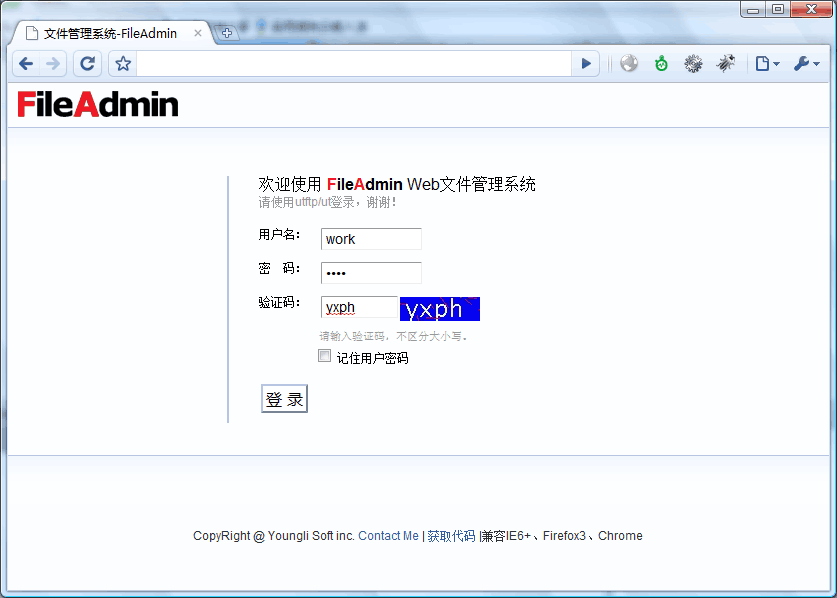 文件管理系统-FileAdmin
FileAdmin
欢迎使用 FileAdmin Web文件管理系统
请使用utftp/ut登录，谢谢!
用户名: work
密 码: ••••
验证码: yxph yxph
请输入验证码，不区分大小写。
记住用户密码
登 录
CopyRight @ Youngli Soft inc. Contact Me | 获取代码 |兼容IE6+、Firefox3、Chrome